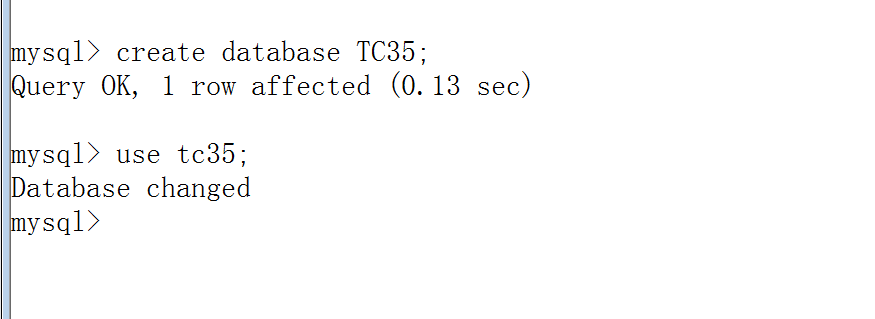 mysql> create database TC35;
Query OK, 1 row affected (0.13 sec)
mysql> use tc35;
Database changed
mysql>